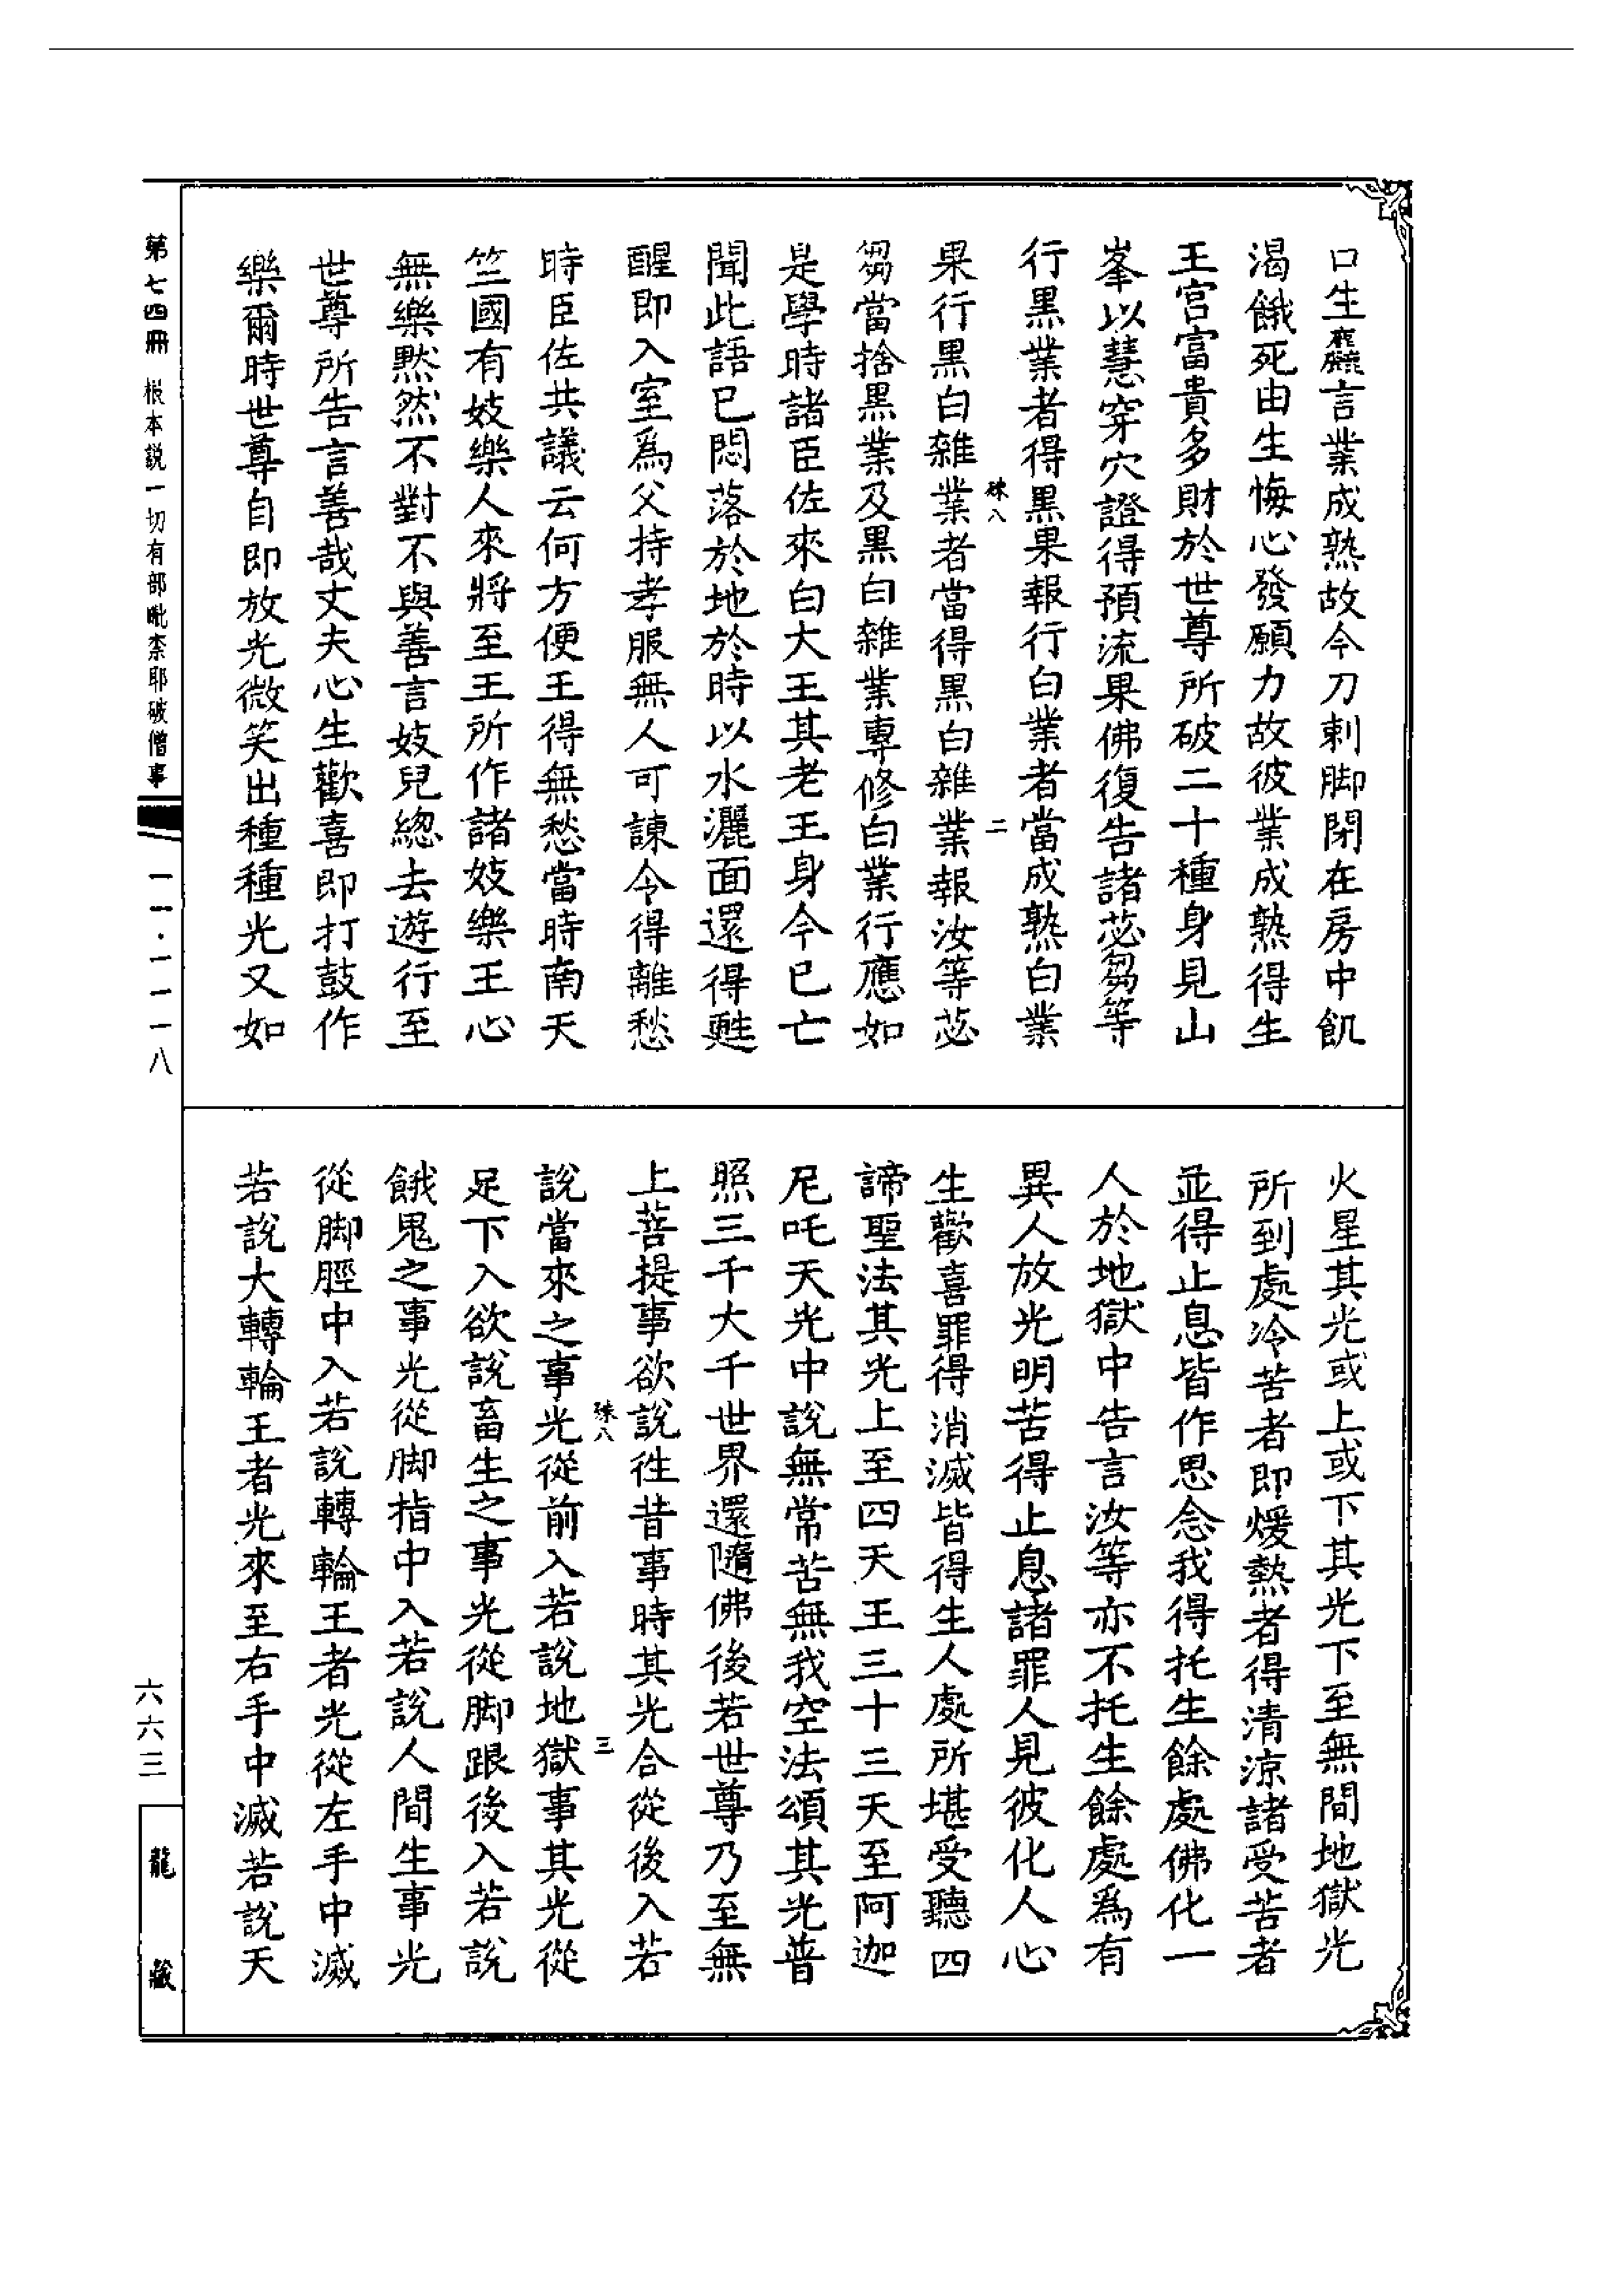 口生麤言業成熟故今刀剌脚閉在房中飢
渴餓死由生悔心發願力故彼業成熟得生
王宫富貴多財於世尊所破二十種身見山
峯以慧穿穴證得預流果佛復告諸苾芻等
行黑業者得黑果報行白業者當成熟白業
果行黑白雜業者當得黑白雜業報汝等苾
芻當捨黑業及黑白雜業專修白業行應如
是學時諸臣佐來白大王其老王身今已亡
聞此語已悶落於地於時以水灑面還得甦
醒即入室爲父持孝服無人可諫令得離愁
時臣佐共議云何方便王得無愁當時南天
竺國有妓樂人來將至王所作諸妓樂王心
無樂默然不對不與善言妓兒總去遊行至
世尊所告言善哉丈夫心生歡喜即打鼓作
樂爾時世尊自即放光微笑出種種光又如
火星其光或上或下其光下至無間地獄光
所到處冷苦者即煖熱者得清涼諸受苦者
並得止息皆作思念我得托生餘處佛化一
人於地獄中告言汝等亦不托生餘處爲有
異人放光明苦得止息諸罪人見彼化人心
生歡喜罪得消滅皆得生人處所堪受聽四
諦聖法其光上至四天王三十三天至阿迦
尼吒天光中說無常苦無我空法頌其光普
照三千大千世界還隨佛後若世尊乃至無
上菩提事欲說徃昔事時其光合從後入若
說當來之事光從前入若說地獄事其光從
足下入欲說畜生之事光從脚跟後入若說
餓鬼之事光從脚指中入若說人間生事光
從脚脛中入若說轉輪王者光從左手中滅
若說大轉輪王者光來至右手中滅若說天
八
二
八
三
第七四冊 根本説一切有部毗柰耶破僧事
一一·一一一八
六六三
龍藏